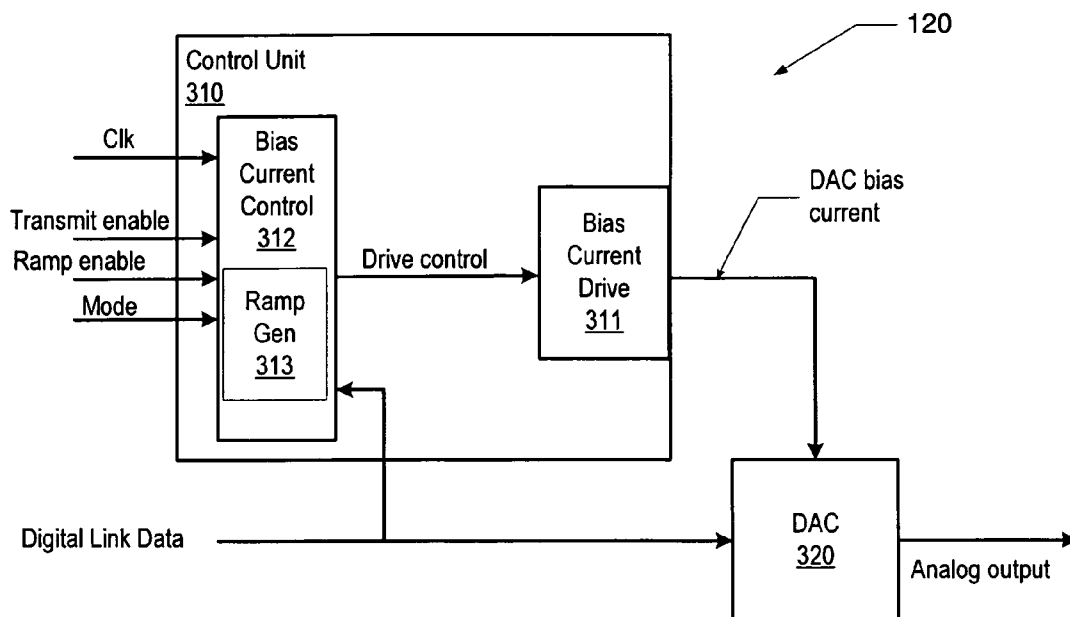 120
Control Unit
310
Clk
Transmit enable
Ramp enable
Mode
Bias
Current
Control
312
Ramp
Gen
313
Drive control
Bias
Current
Drive
311
DAC bias
current
Digital Link Data
DAC
320
Analog output